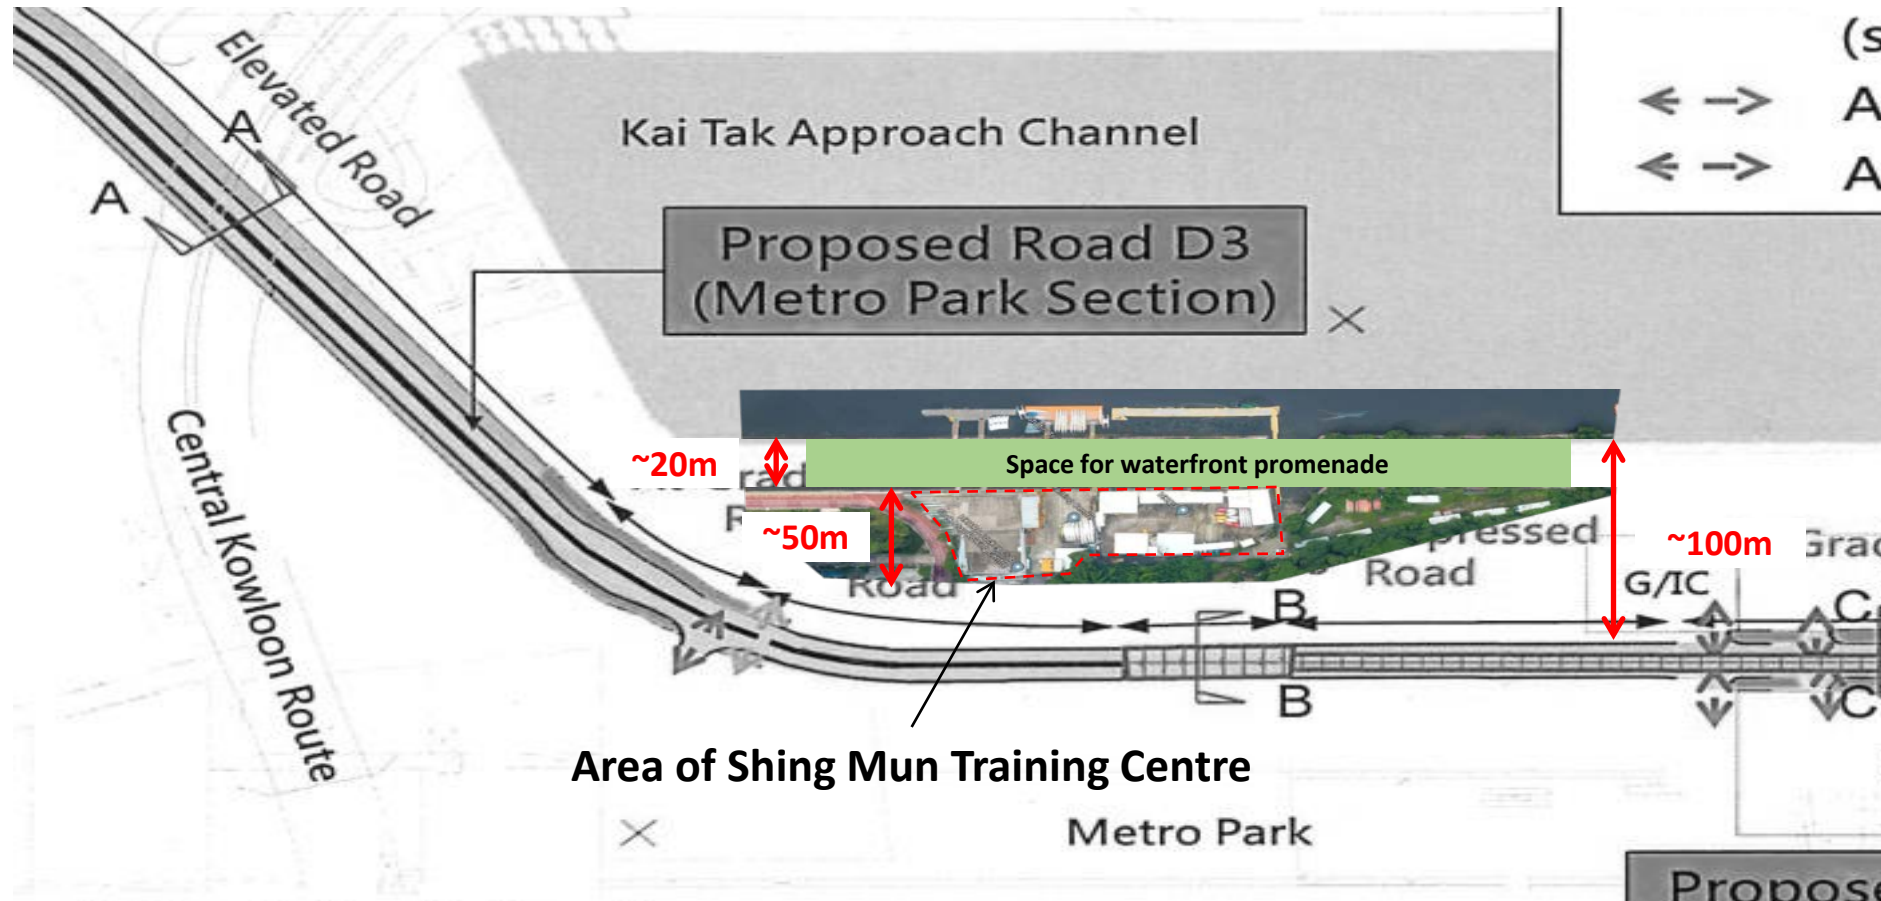 (s
A
A
Elevated Road
A
A
Kai Tak Approach Channel
Proposed Road D3
(Metro Park Section)
Central Kowloon Route
~20m
Space for waterfront promenade
~50m
~100m
Road
Road
G/IC
B
C
B
C
Area of Shing Mun Training Centre
Metro Park